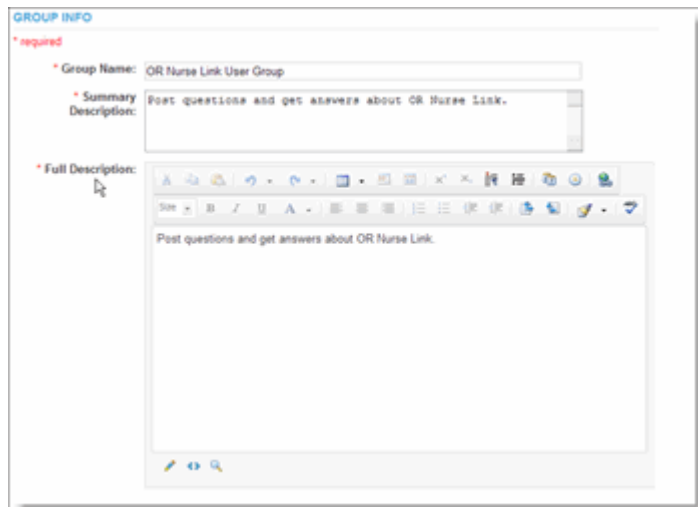 GROUP INFO
* required
* Group Name: OR Nurse Link User Group
* Summary Description: Post questions and get answers about OR Nurse Link.
* Full Description:
Size B I U A
Post questions and get answers about OR Nurse Link.